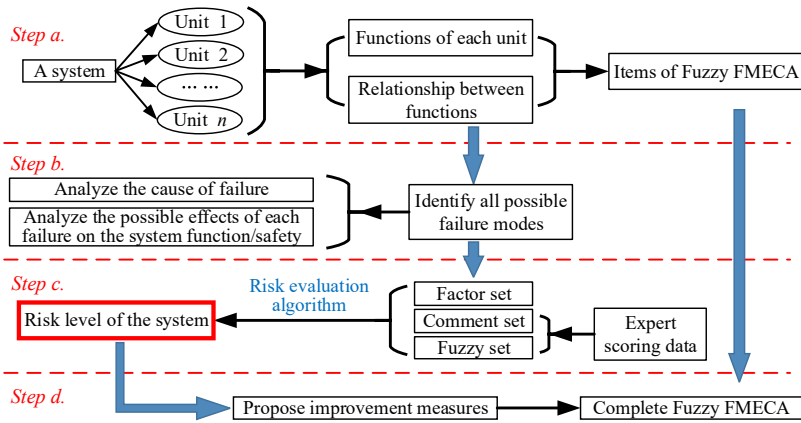 Step a.
A system
Unit 1
Unit 2
... ...
Unit n
Functions of each unit
Relationship between
functions
Items of Fuzzy FMECA
Step b.
Analyze the cause of failure
Analyze the possible effects of each
failure on the system function/safety
Identify all possible
failure modes
Step c.
Risk level of the system
Risk evaluation
algorithm
Factor set
Comment set
Fuzzy set
Expert
scoring data
Step d.
Propose improvement measures
Complete Fuzzy FMECA